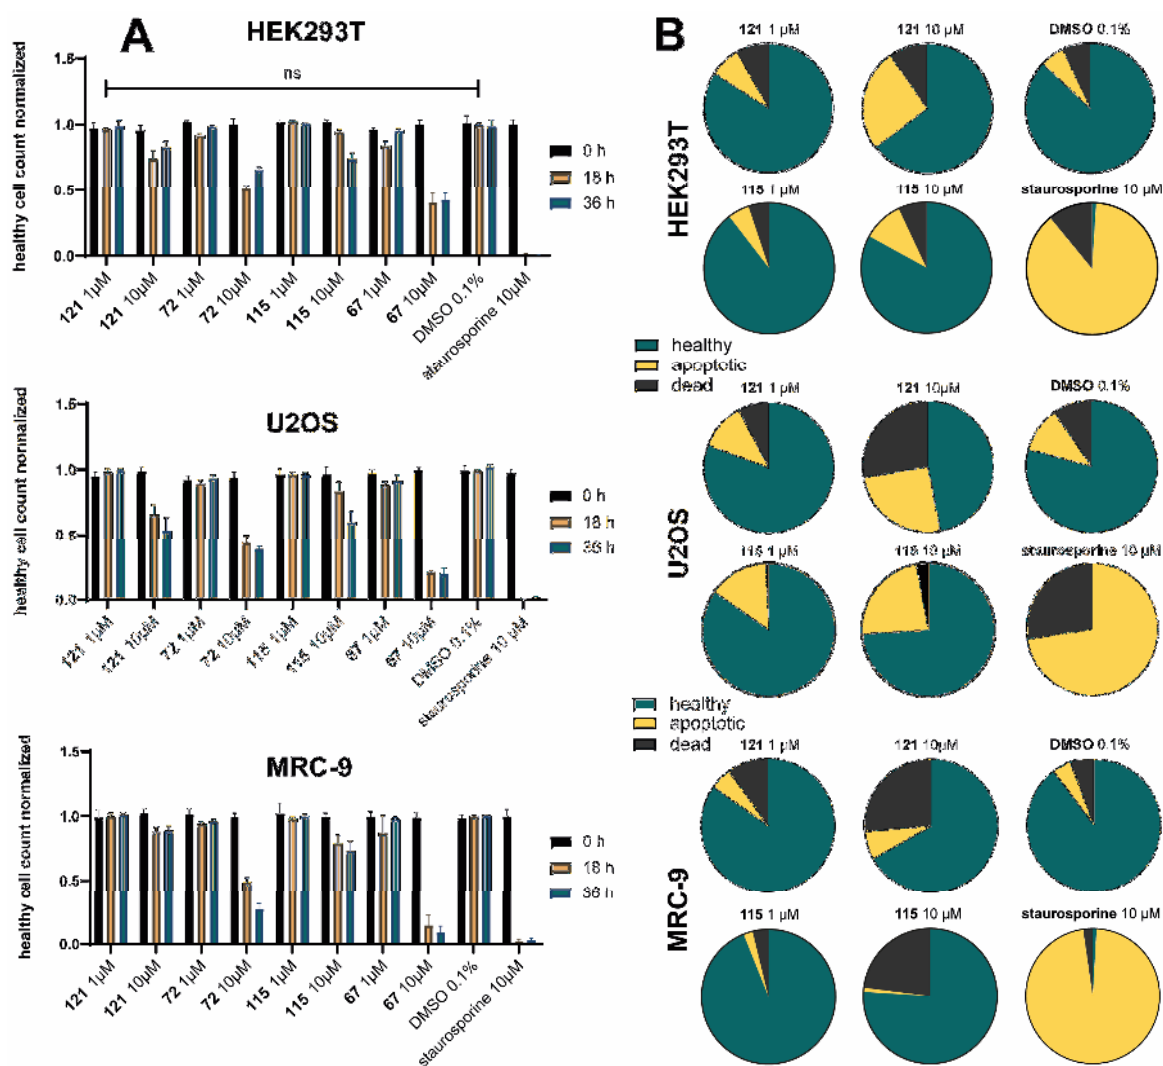 A
HEK293T
healthy cell count normalized
1.5
1.0
0.5
0.0
ns
0 h
18 h
36 h
121 1µM
121 10µM
72 1µM
72 10µM
115 1µM
115 10µM
67 1µM
67 10µM
DMSO 0.1%
staurosporine 10µM
U2OS
healthy cell count normalized
1.5
1.0
0.5
0.0
0 h
18 h
36 h
121 1µM
121 10µM
72 1µM
72 10µM
115 1µM
115 10µM
67 1µM
67 10µM
DMSO 0.1%
staurosporine 10 µM
MRC-9
healthy cell count normalized
1.5
1.0
0.5
0.0
0 h
18 h
36 h
121 1µM
121 10µM
72 1µM
72 10µM
115 1µM
115 10µM
67 1µM
67 10µM
DMSO 0.1%
staurosporine 10µM
B
HEK293T
121 1 µM
121 10 µM
DMSO 0.1%
115 1 µM
115 10 µM
staurosporine 10 µM
healthy
apoptotic
dead
U2OS
121 1 µM
121 10µM
DMSO 0.1%
115 1 µM
115 10 µM
staurosporine 10 µM
healthy
apoptotic
dead
MRC-9
121 1 µM
121 10µM
DMSO 0.1%
115 1 µM
115 10 µM
staurosporine 10 µM